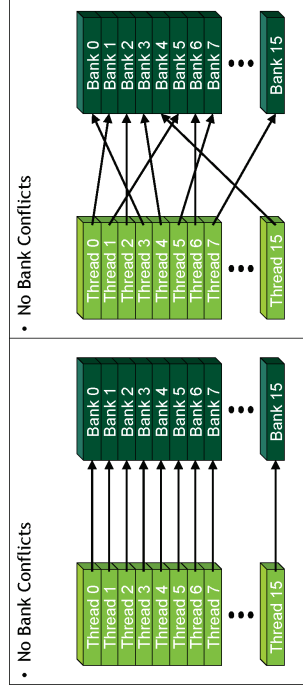 • No Bank Conflicts
Thread 0
Thread 1
Thread 2
Thread 3
Thread 4
Thread 5
Thread 6
Thread 7
Thread 15
Bank 0
Bank 1
Bank 2
Bank 3
Bank 4
Bank 5
Bank 6
Bank 7
Bank 15
• No Bank Conflicts
Thread 0
Thread 1
Thread 2
Thread 3
Thread 4
Thread 5
Thread 6
Thread 7
Thread 15
Bank 0
Bank 1
Bank 2
Bank 3
Bank 4
Bank 5
Bank 6
Bank 7
Bank 15